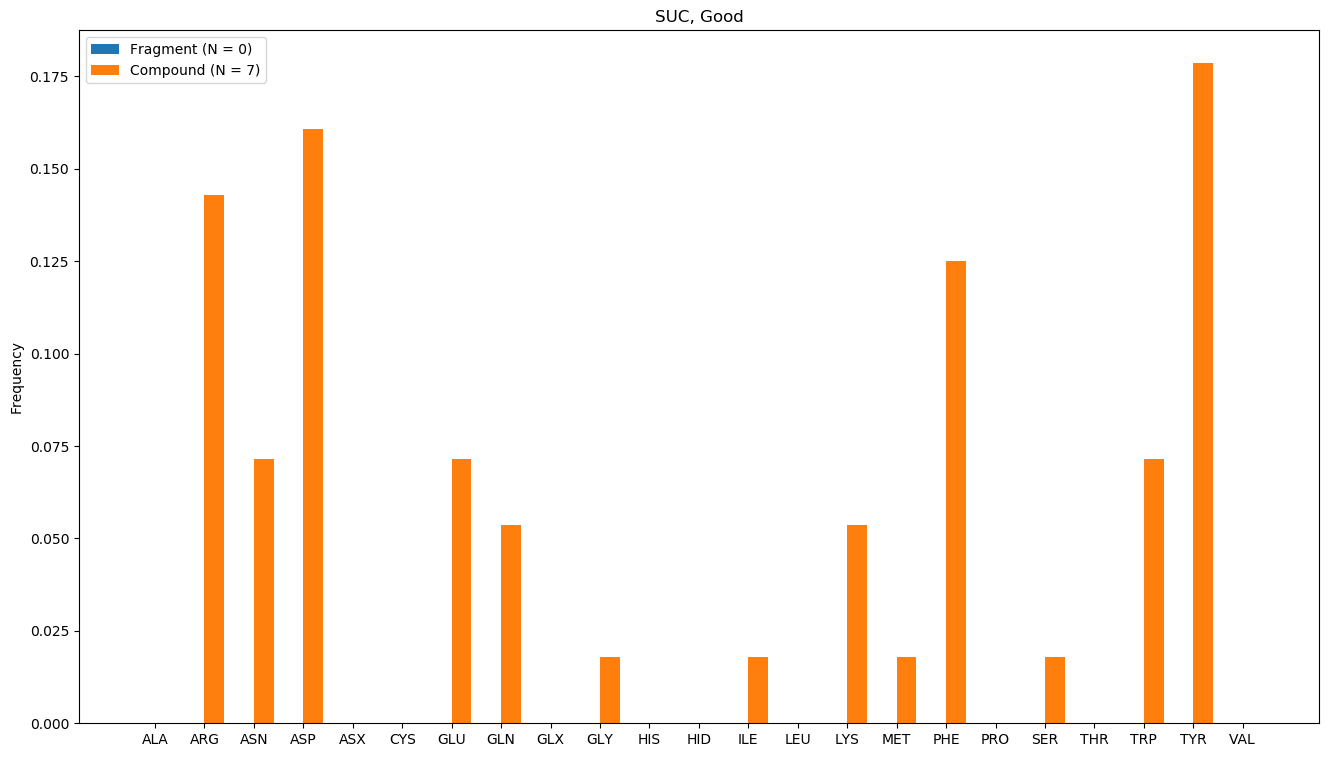 SUC, Good
Fragment (N = 0)
Compound (N = 7)
0.175
0.150
0.125
0.100
0.075
0.050
0.025
0.000
Frequency
ALA ARG ASN ASP ASX CYS GLU GLN GLX GLY HIS HID ILE LEU LYS MET PHE PRO SER THR TRP TYR VAL